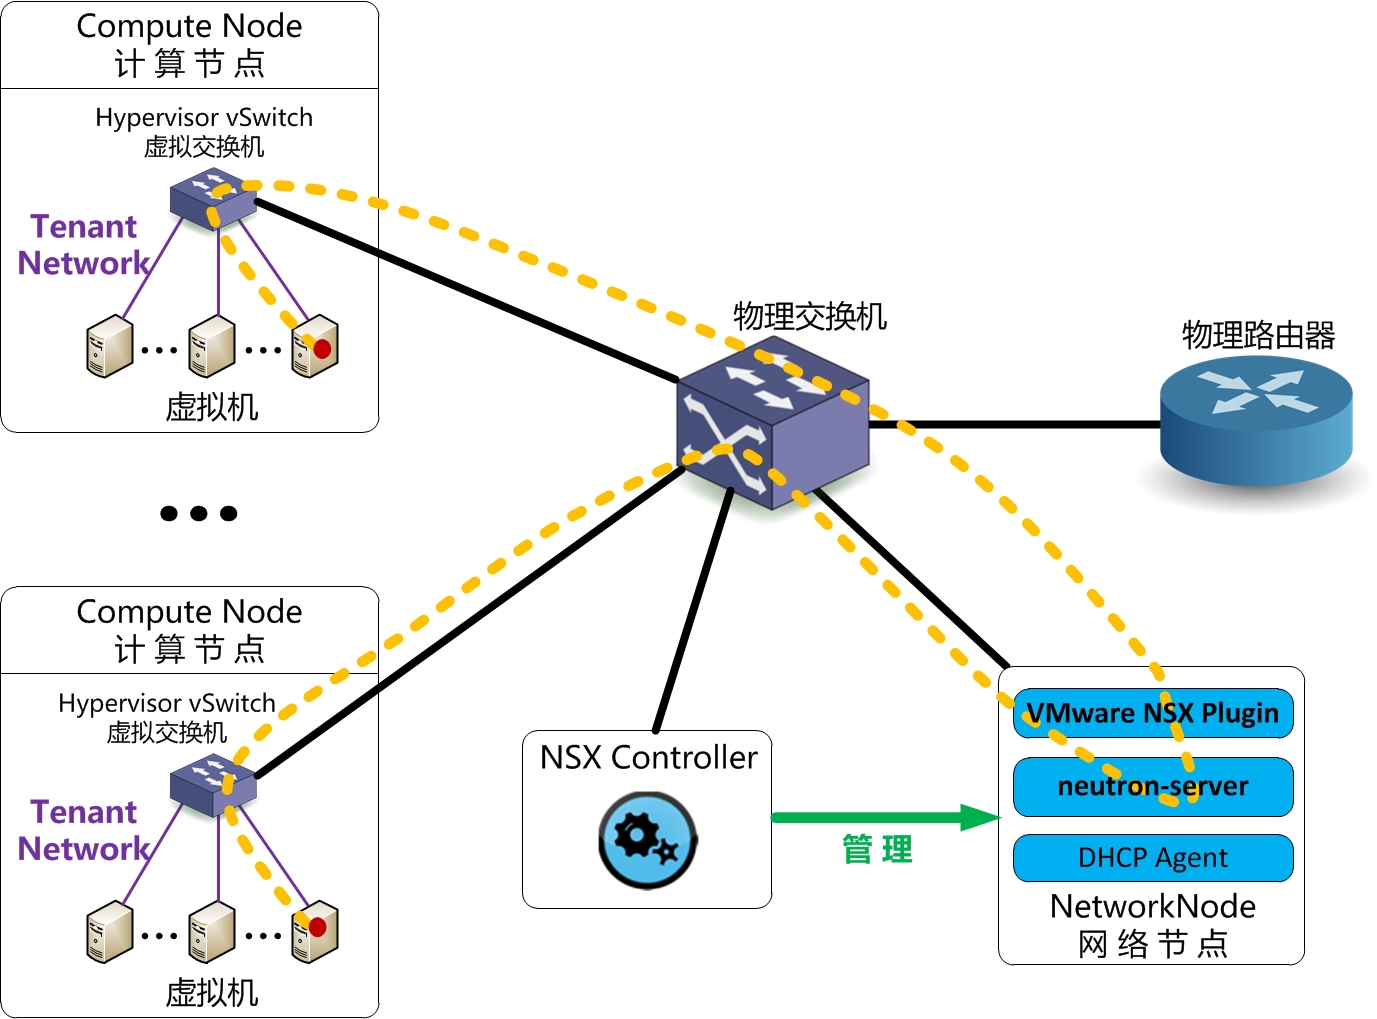 Compute Node
计 算 节 点
Hypervisor vSwitch
虚拟交换机
Tenant
Network
虚拟机
物理交换机
物理路由器
Compute Node
计 算 节 点
Hypervisor vSwitch
虚拟交换机
Tenant
Network
虚拟机
NSX Controller
管 理
VMware NSX Plugin
neutron-server
DHCP Agent
NetworkNode
网 络 节 点